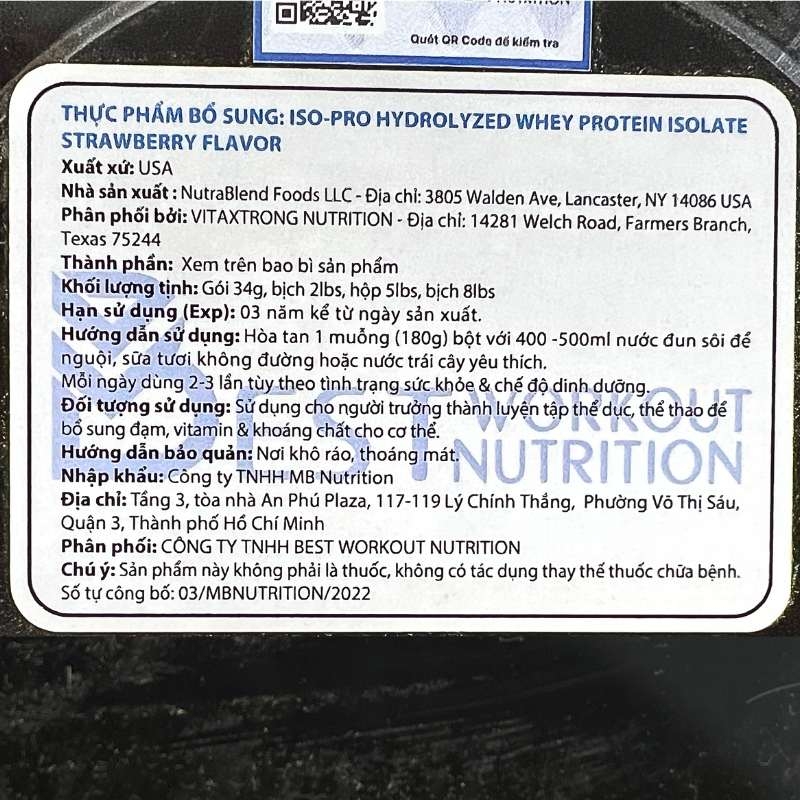 NUTRITION
Quét QR Code để kiểm tra
THỰC PHẨM BỔ SUNG: ISO-PRO HYDROLYZED WHEY PROTEIN ISOLATE
STRAWBERRY FLAVOR
Xuất xứ: USA
Nhà sản xuất : NutraBlend Foods LLC - Địa chỉ: 3805 Walden Ave, Lancaster, NY 14086 USA
Phân phối bởi: VITAXTRONG NUTRITION - Địa chỉ: 14281 Welch Road, Farmers Branch,
Texas 75244
Thành phần: Xem trên bao bì sản phẩm
Khối lượng tịnh: Gói 34g, bịch 2lbs, hộp 5lbs, bịch 8lbs
Hạn sử dụng (Exp): 03 năm kể từ ngày sản xuất.
Hướng dẫn sử dụng: Hòa tan 1 muỗng (180g) bột với 400 -500ml nước đun sôi để
nguội, sữa tươi không đường hoặc nước trái cây yêu thích.
Mỗi ngày dùng 2-3 lần tùy theo tình trạng sức khỏe & chế độ dinh dưỡng.
Đối tượng sử dụng: Sử dụng cho người trưởng thành luyện tập thể dục, thể thao để
bổ sung đạm, vitamin & khoáng chất cho cơ thể.
Hướng dẫn bảo quản: Nơi khô ráo, thoáng mát.
BEST WORKOUT
NUTRITION
Nhập khẩu: Công ty TNHH MB Nutrition
Địa chỉ: Tầng 3, tòa nhà An Phú Plaza, 117-119 Lý Chính Thắng, Phường Võ Thị Sáu,
Quận 3, Thành phố Hồ Chí Minh
Phân phối: CÔNG TY TNHH BEST WORKOUT NUTRITION
Chú ý: Sản phẩm này không phải là thuốc, không có tác dụng thay thế thuốc chữa bệnh.
Số tự công bố: 03/MBNUTRITION/2022